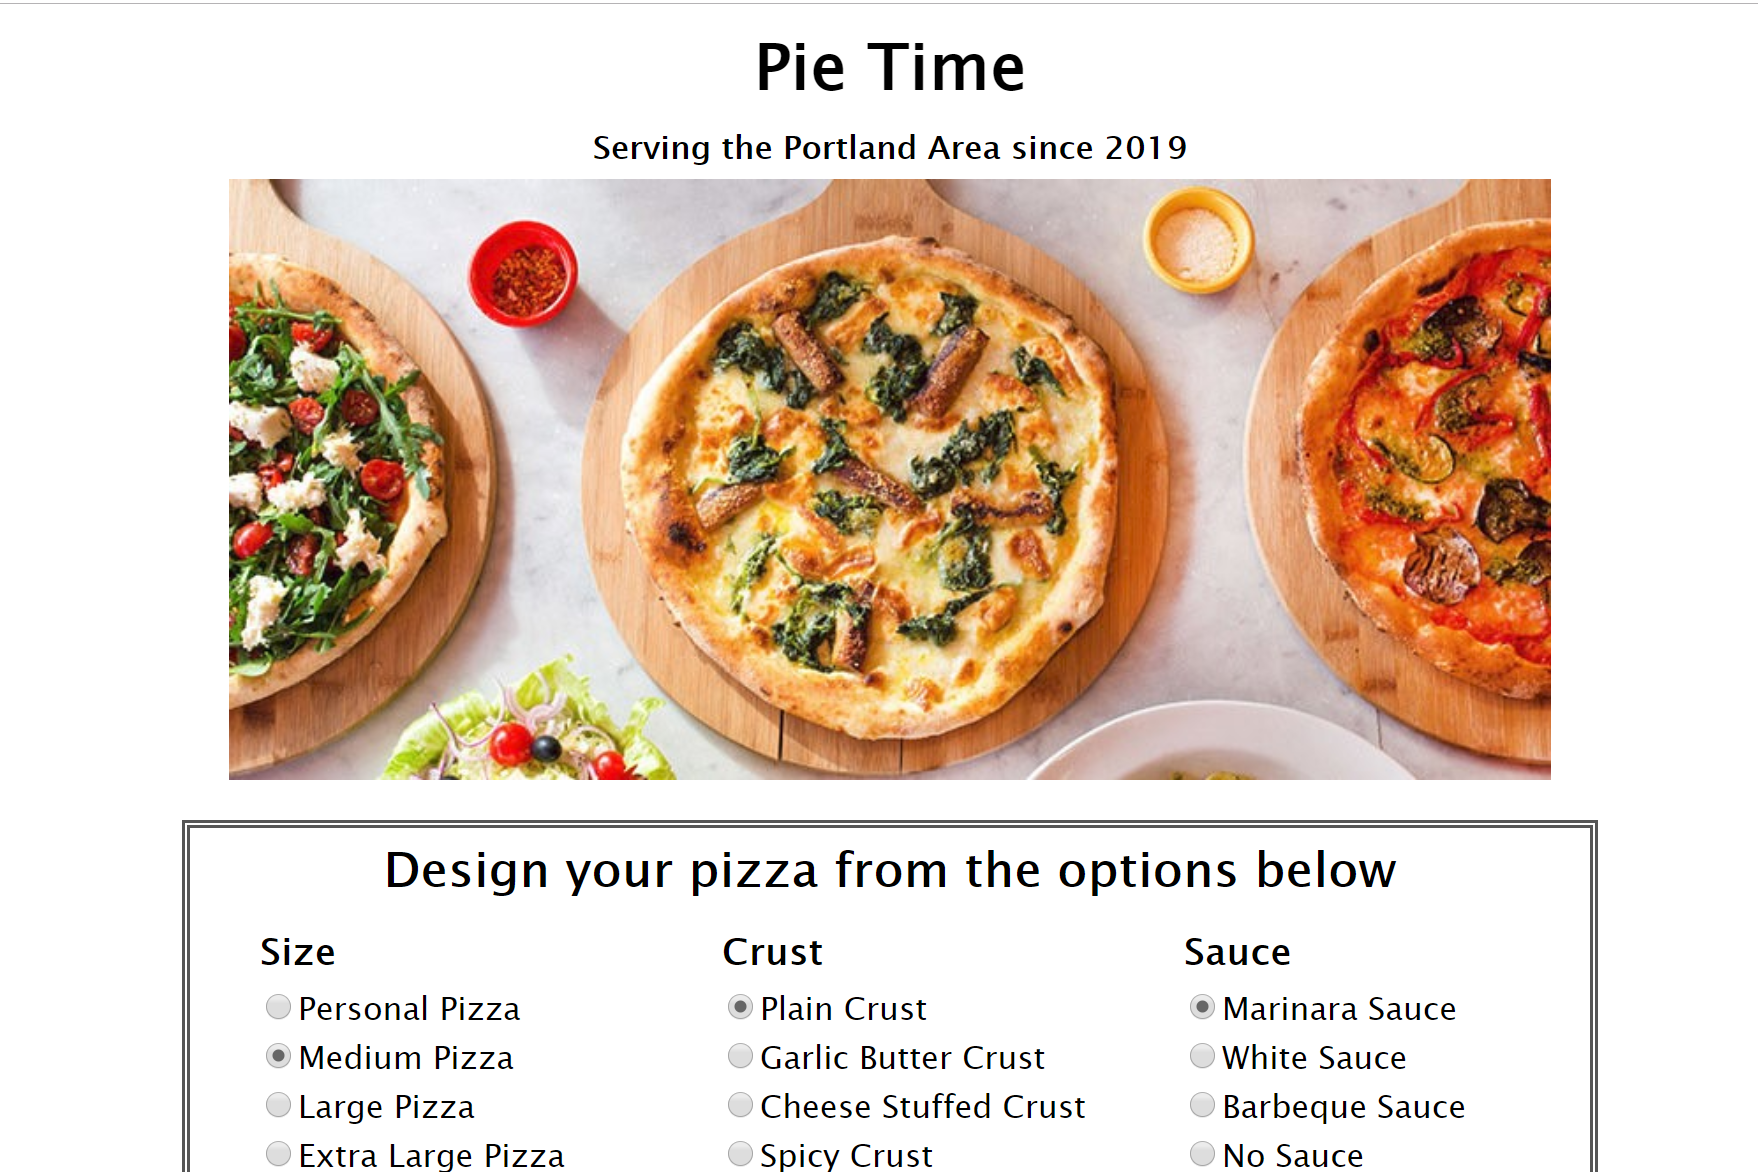 Pie Time
Serving the Portland Area since 2019
Design your pizza from the options below
Size
Personal Pizza
Medium Pizza
Large Pizza
Extra Large Pizza
Crust
Plain Crust
Garlic Butter Crust
Cheese Stuffed Crust
Spicy Crust
Sauce
Marinara Sauce
White Sauce
Barbeque Sauce
No Sauce